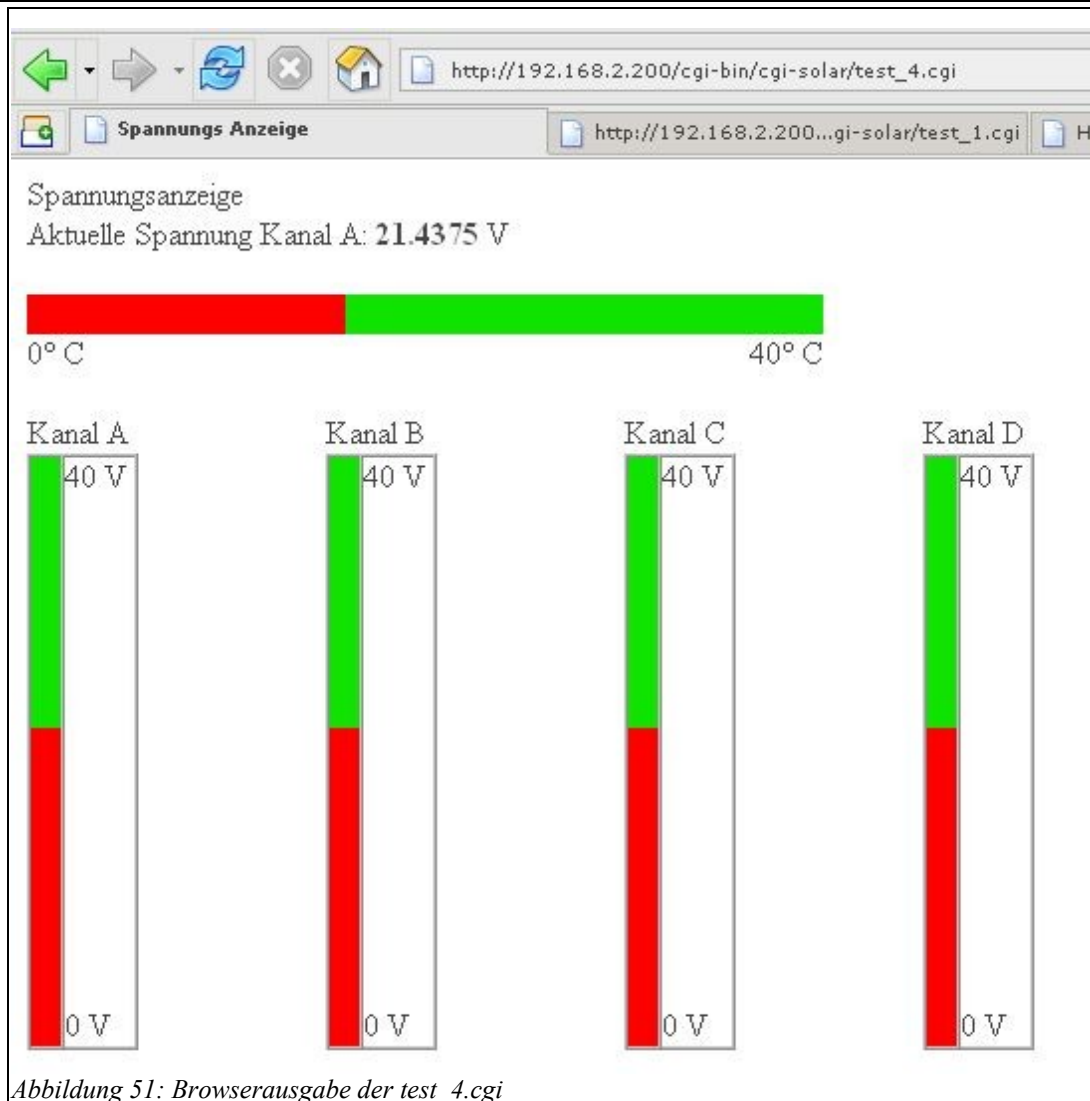 http://192.168.2.200/cgi-bin/cgi-solar/test_4.cgi
Spannungs Anzeige http://192.168.2.200...gi-solar/test_1.cgi H
Spannungsanzeige
Aktuelle Spannung Kanal A: 21.4375 V
0° C 40° C
Kanal A Kanal B Kanal C Kanal D
40 V 40 V 40 V 40 V
0 V 0 V 0 V 0 V
Abbildung 51: Browserausgabe der test_4.cgi